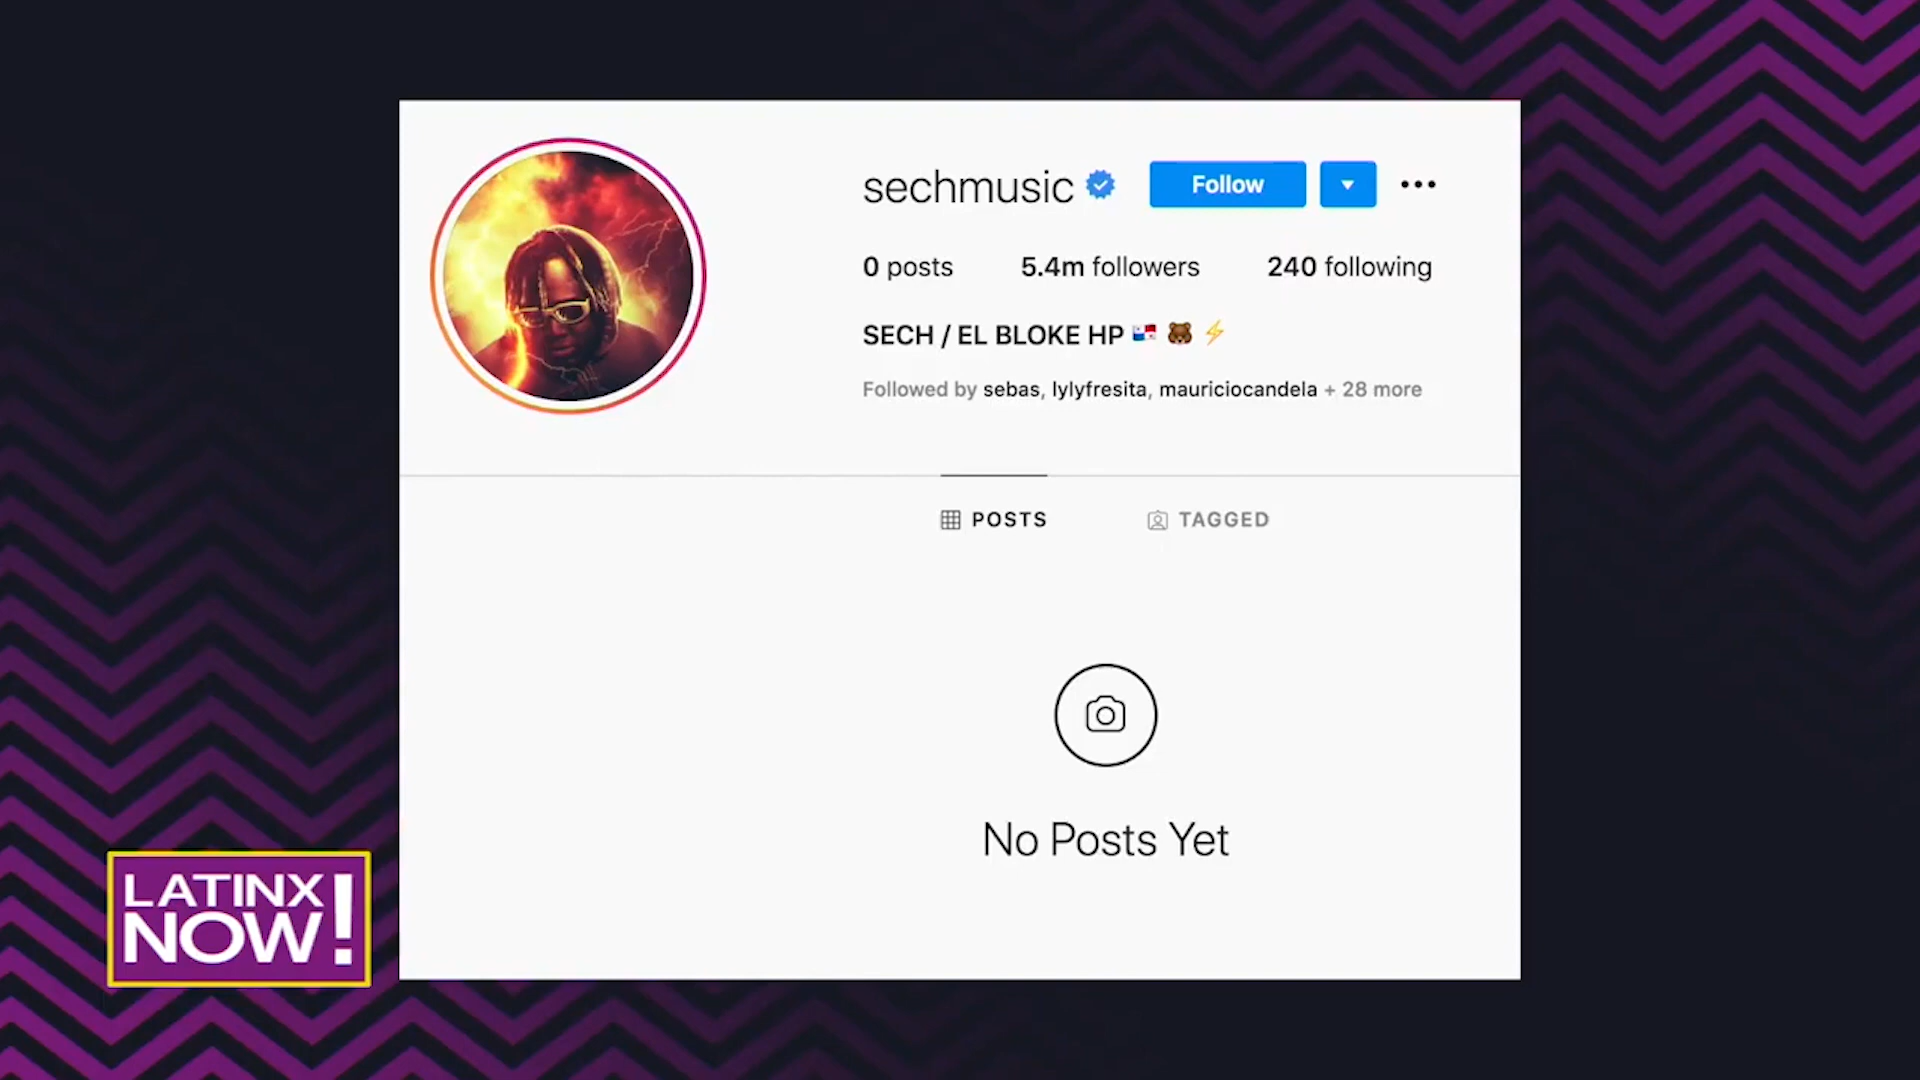 sechmusic
Follow
0 posts 5.4m followers 240 following
SECH / EL BLOKE HP 🇵🇦 🐻 ⚡
Followed by sebas, lylyfresita, mauriciocandela + 28 more
POSTS TAGGED
No Posts Yet
LATINX
NOW!